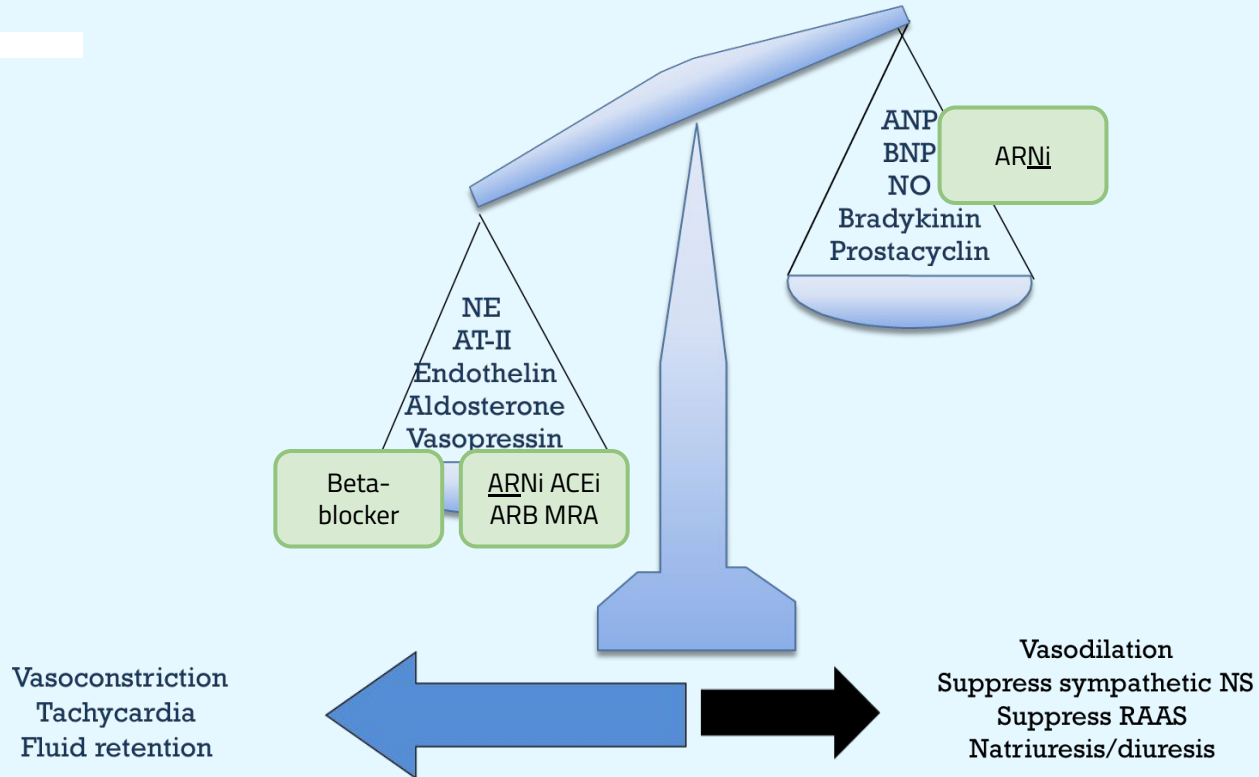 ANP
BNP
NO
Bradykinin
Prostacyclin
ARNi
NE
AT-II
Endothelin
Aldosterone
Vasopressin
Beta-
blocker
ARNi ACEi
ARB MRA
Vasoconstriction
Tachycardia
Fluid retention
Vasodilation
Suppress sympathetic NS
Suppress RAAS
Natriuresis/diuresis